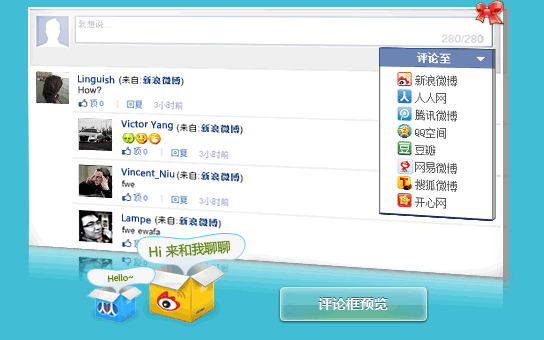 我想说...
280/280
评论至
新浪微博
人人网
腾讯微博
QQ空间
豆瓣
网易微博
搜狐微博
开心网
Linguish (来自:新浪微博)
How?
顶0 | 回复 3小时前
Victor Yang (来自:新浪微博)
顶0 | 回复 3小时前
Vincent_Niu (来自:新浪微博)
fwe
顶0 | 回复 3小时前
Lampe (来自:新浪微博)
fwe ewafa
Hi 来和我聊聊
Hello~
评论框预览